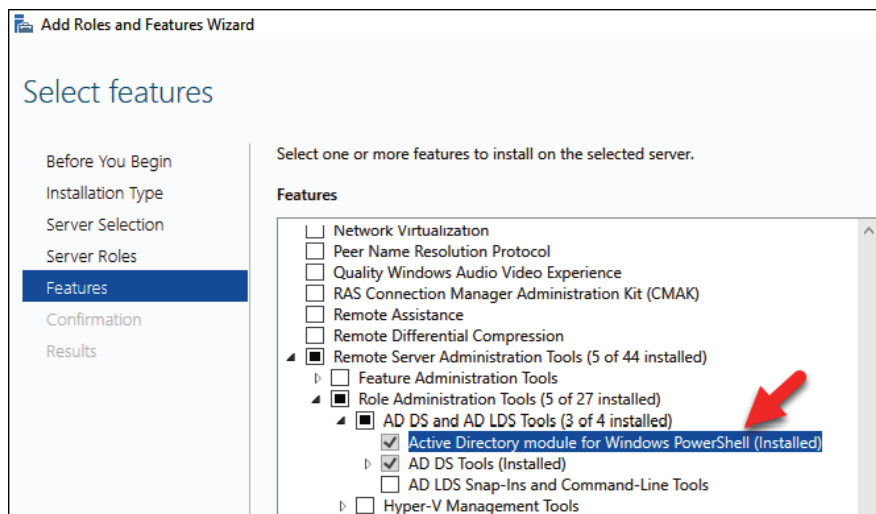 Add Roles and Features Wizard
Select features
Before You Begin
Installation Type
Server Selection
Server Roles
Features
Confirmation
Results
Select one or more features to install on the selected server.
Features
Network Virtualization
Peer Name Resolution Protocol
Quality Windows Audio Video Experience
RAS Connection Manager Administration Kit (CMAK)
Remote Assistance
Remote Differential Compression
Remote Server Administration Tools (5 of 44 installed)
Feature Administration Tools
Role Administration Tools (5 of 27 installed)
AD DS and AD LDS Tools (3 of 4 installed)
Active Directory module for Windows PowerShell (Installed)
AD DS Tools (Installed)
AD LDS Snap-Ins and Command-Line Tools
Hyper-V Management Tools